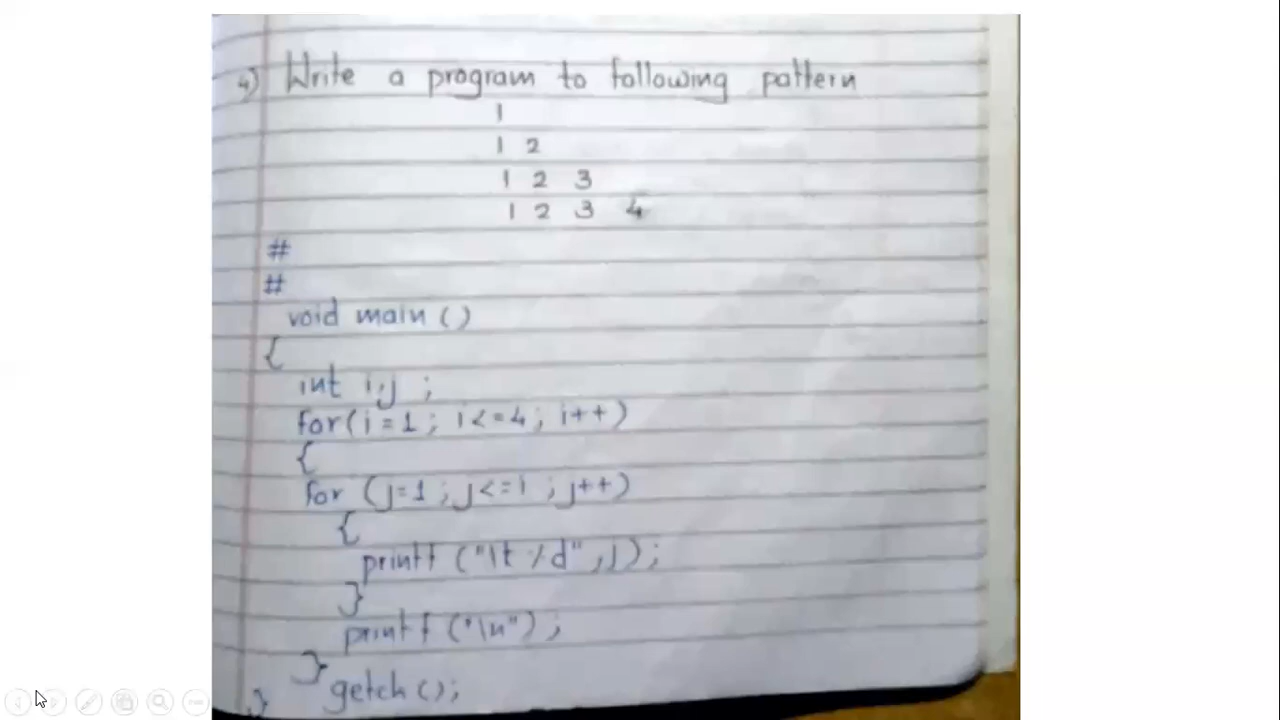 4) Write a program to following pattern
1
1 2
1 2 3
1 2 3 4
#
#
void main ()
{
int i,j ;
for(i=1 ; i<=4 ; i++)
{
for (j=1 ; j<=i ; j++)
{
printf ("\t %d" , j) ;
}
printf ("\n") ;
}
getch () ;
}